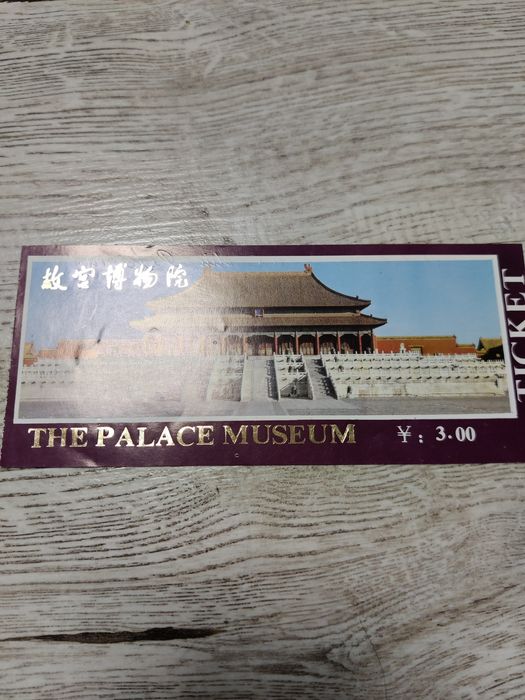 故宫博物院
THE PALACE MUSEUM
¥: 3.00
TICKET